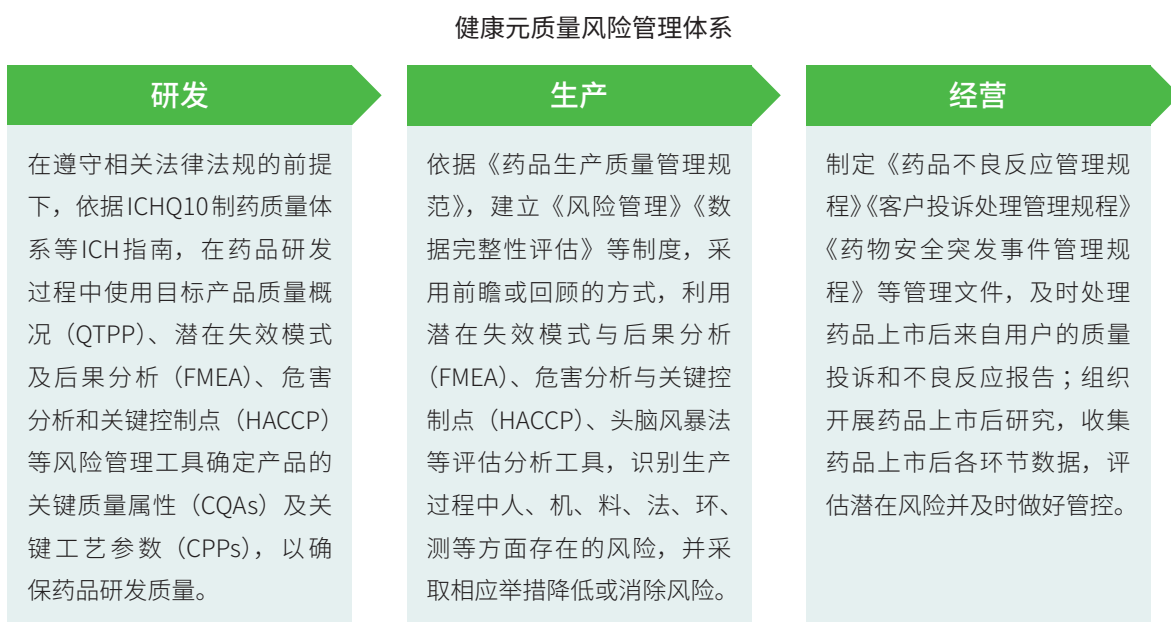 健康元质量风险管理体系
研发
在遵守相关法律法规的前提
下，依据ICHQ10制药质量体
系等ICH指南，在药品研发
过程中使用目标产品质量概
况（QTPP）、潜在失效模式
及后果分析（FMEA）、危害
分析和关键控制点（HACCP）
等风险管理工具确定产品的
关键质量属性（CQAs）及关
键工艺参数（CPPs），以确
保药品研发质量。
生产
依据《药品生产质量管理规
范》，建立《风险管理》《数
据完整性评估》等制度，采
用前瞻或回顾的方式，利用
潜在失效模式与后果分析
（FMEA）、危害分析与关键控
制点（HACCP）、头脑风暴法
等评估分析工具，识别生产
过程中人、机、料、法、环、
测等方面存在的风险，并采
取相应举措降低或消除风险。
经营
制定《药品不良反应管理规
程》《客户投诉处理管理规程》
《药物安全突发事件管理规
程》等管理文件，及时处理
药品上市后来自用户的质量
投诉和不良反应报告；组织
开展药品上市后研究，收集
药品上市后各环节数据，评
估潜在风险并及时做好管控。